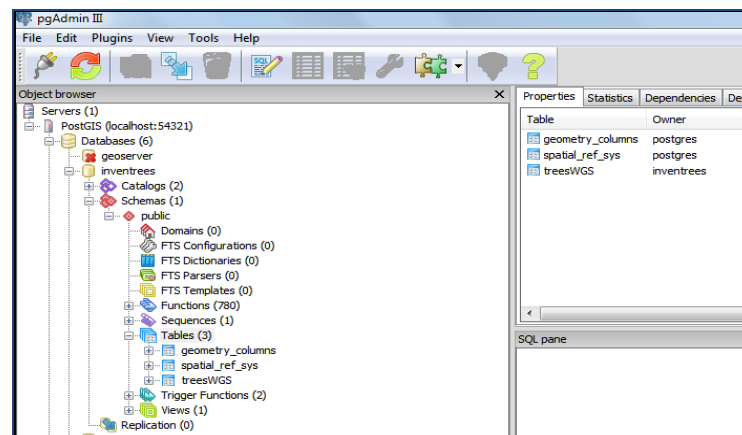 pgAdmin III
File Edit Plugins View Tools Help
SQL
Object browser
Servers (1)
PostGIS (localhost:54321)
Databases (6)
geoserver
inventrees
Catalogs (2)
Schemas (1)
public
Domains (0)
FTS Configurations (0)
FTS Dictionaries (0)
FTS Parsers (0)
FTS Templates (0)
Functions (780)
Sequences (1)
Tables (3)
geometry_columns
spatial_ref_sys
treesWGS
Trigger Functions (2)
Views (1)
Replication (0)
Properties Statistics Dependencies De
Table Owner
geometry_columns postgres
spatial_ref_sys postgres
treesWGS inventrees
SQL pane